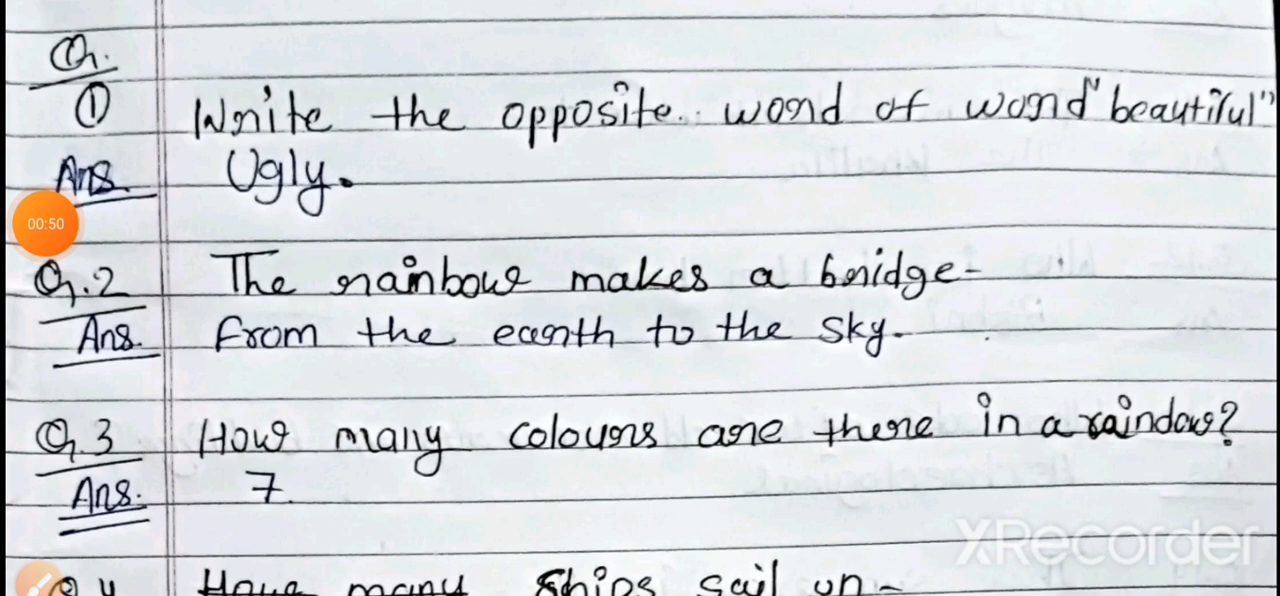 Q.
① Write the opposite word of word "beautiful"
Ans. Ugly.
00:50
Q.2 The rainbow makes a bridge-
Ans. From the earth to the sky.
Q.3 How many colours are there in a raindow?
Ans. 7.
XRecorder
Q.4 How many ships sail on-